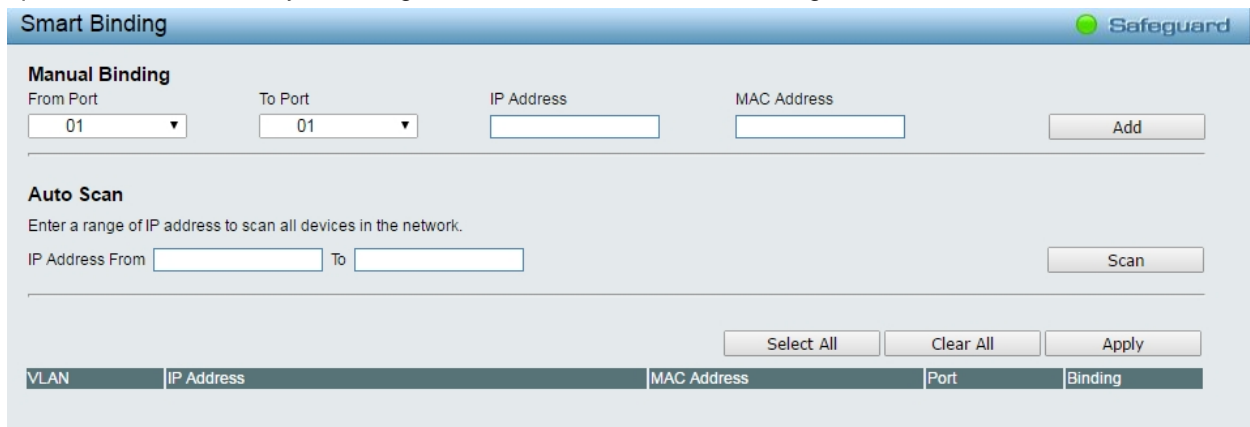 Smart Binding Safeguard
Manual Binding
From Port To Port IP Address MAC Address
01 01 Add
Auto Scan
Enter a range of IP address to scan all devices in the network.
IP Address From To Scan
Select All Clear All Apply
VLAN IP Address MAC Address Port Binding